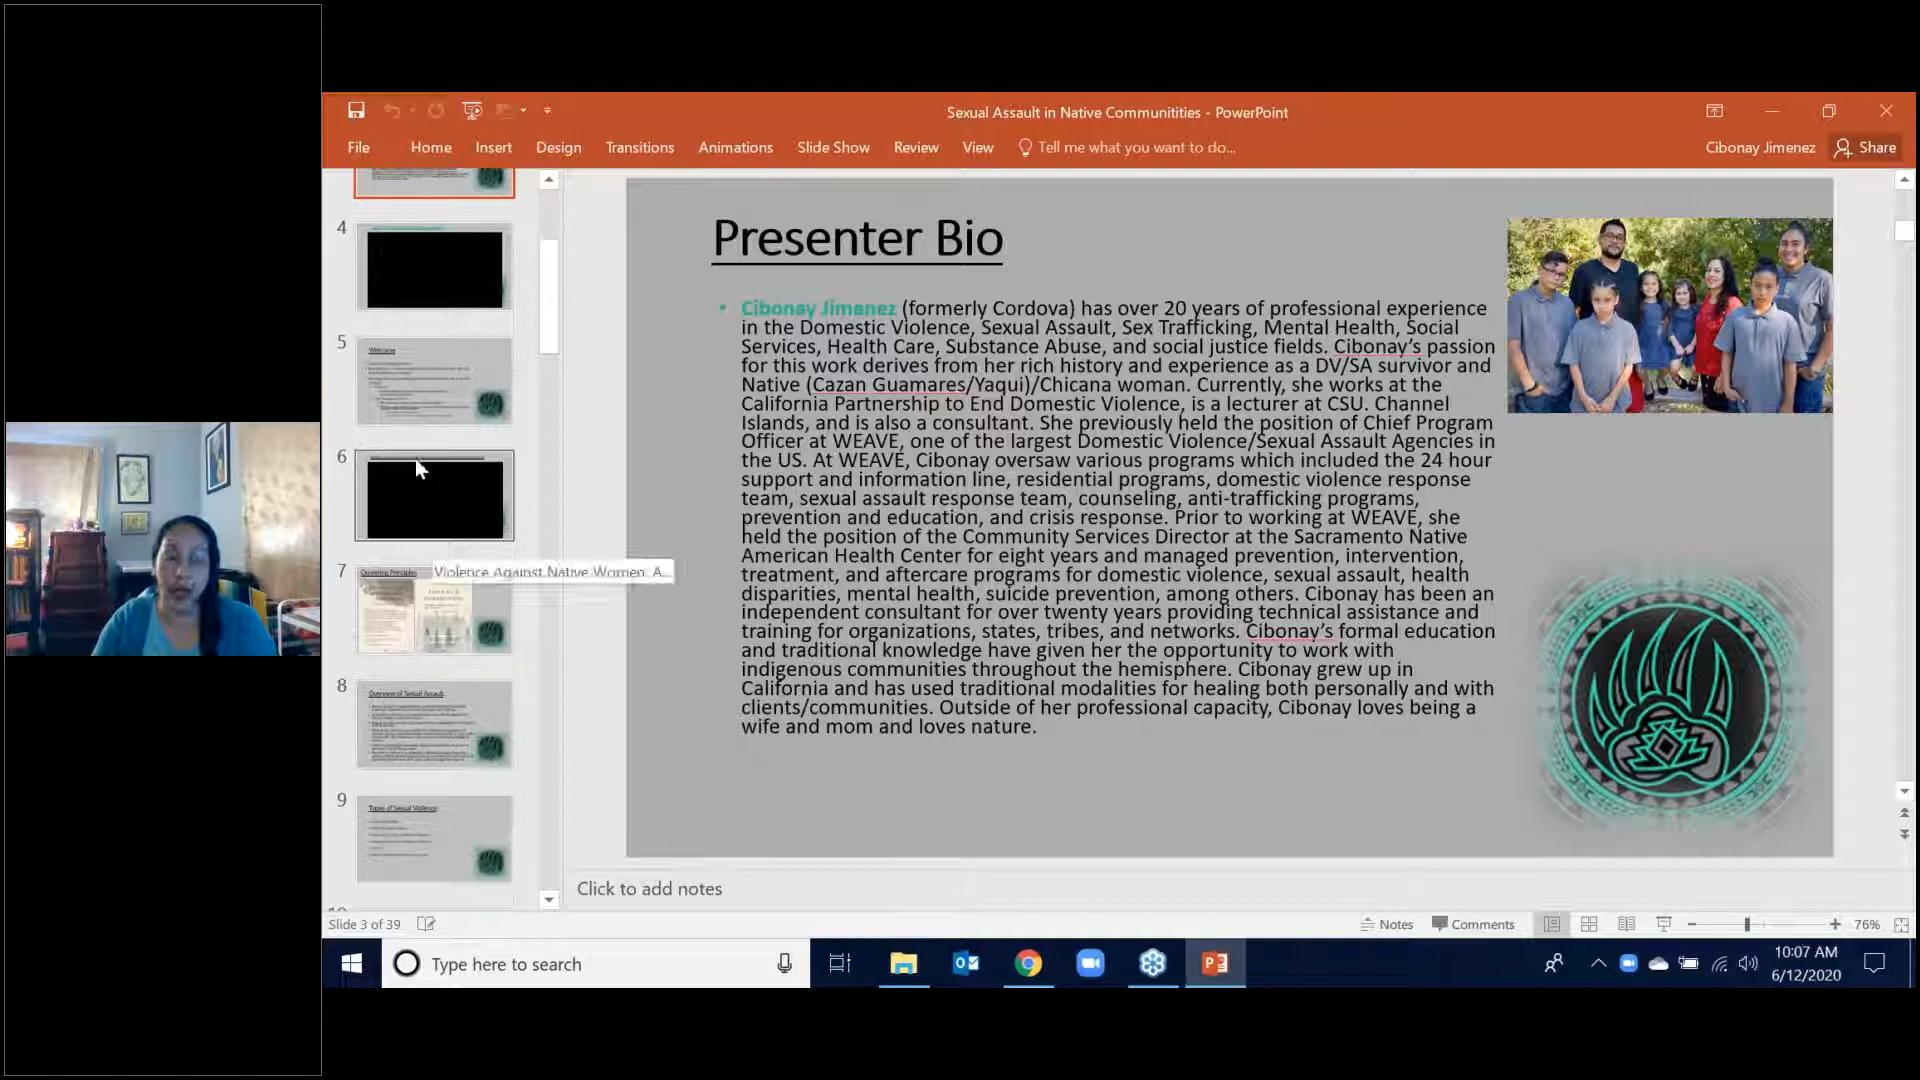 Sexual Assault in Native Communitities - PowerPoint
File Home Insert Design Transitions Animations Slide Show Review View Tell me what you want to do... Cibonay Jimenez Share
4
5
Welcome
6
7
Violence Against Native Women, A...
8
Overview of Sexual Assault
9
Types of Sexual Violence
Presenter Bio
• Cibonay Jimenez (formerly Cordova) has over 20 years of professional experience
in the Domestic Violence, Sexual Assault, Sex Trafficking, Mental Health, Social
Services, Health Care, Substance Abuse, and social justice fields. Cibonay's passion
for this work derives from her rich history and experience as a DV/SA survivor and
Native (Cazan Guamares/Yaqui)/Chicana woman. Currently, she works at the
California Partnership to End Domestic Violence, is a lecturer at CSU. Channel
Islands, and is also a consultant. She previously held the position of Chief Program
Officer at WEAVE, one of the largest Domestic Violence/Sexual Assault Agencies in
the US. At WEAVE, Cibonay oversaw various programs which included the 24 hour
support and information line, residential programs, domestic violence response
team, sexual assault response team, counseling, anti-trafficking programs,
prevention and education, and crisis response. Prior to working at WEAVE, she
held the position of the Community Services Director at the Sacramento Native
American Health Center for eight years and managed prevention, intervention,
treatment, and aftercare programs for domestic violence, sexual assault, health
disparities, mental health, suicide prevention, among others. Cibonay has been an
independent consultant for over twenty years providing technical assistance and
training for organizations, states, tribes, and networks. Cibonay's formal education
and traditional knowledge have given her the opportunity to work with
indigenous communities throughout the hemisphere. Cibonay grew up in
California and has used traditional modalities for healing both personally and with
clients/communities. Outside of her professional capacity, Cibonay loves being a
wife and mom and loves nature.
Click to add notes
Slide 3 of 39 Notes Comments 76%
Type here to search
10:07 AM
6/12/2020